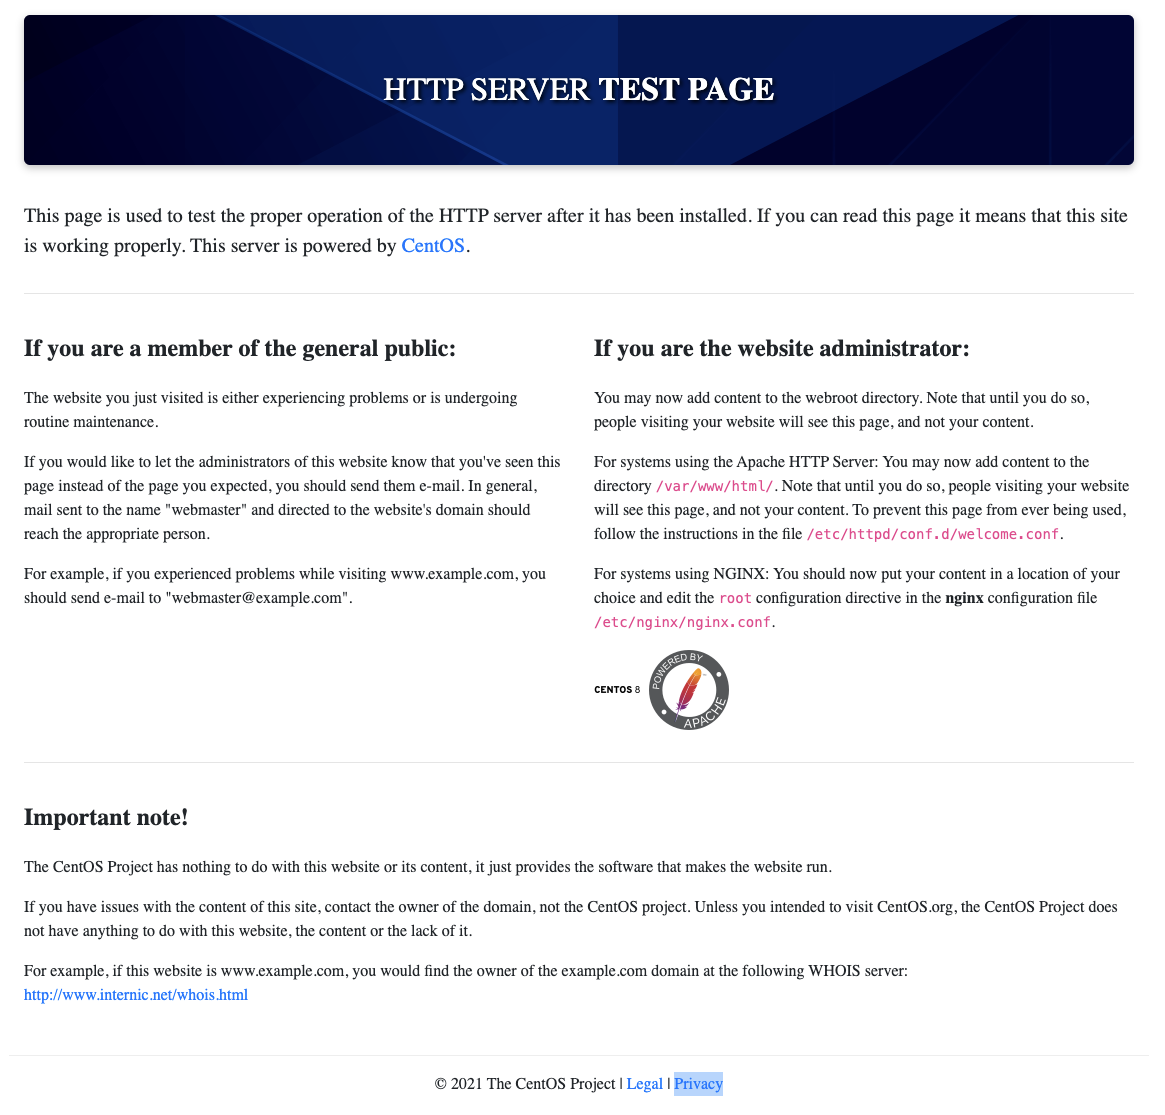 HTTP SERVER TEST PAGE
This page is used to test the proper operation of the HTTP server after it has been installed. If you can read this page it means that this site
is working properly. This server is powered by CentOS.
If you are a member of the general public:
The website you just visited is either experiencing problems or is undergoing
routine maintenance.
If you would like to let the administrators of this website know that you've seen this
page instead of the page you expected, you should send them e-mail. In general,
mail sent to the name "webmaster" and directed to the website's domain should
reach the appropriate person.
For example, if you experienced problems while visiting www.example.com, you
should send e-mail to "webmaster@example.com".
If you are the website administrator:
You may now add content to the webroot directory. Note that until you do so,
people visiting your website will see this page, and not your content.
For systems using the Apache HTTP Server: You may now add content to the
directory /var/www/html/. Note that until you do so, people visiting your website
will see this page, and not your content. To prevent this page from ever being used,
follow the instructions in the file /etc/httpd/conf.d/welcome.conf.
For systems using NGINX: You should now put your content in a location of your
choice and edit the root configuration directive in the nginx configuration file
/etc/nginx/nginx.conf.
CENTOS 8
POWERED BY
APACHE
Important note!
The CentOS Project has nothing to do with this website or its content, it just provides the software that makes the website run.
If you have issues with the content of this site, contact the owner of the domain, not the CentOS project. Unless you intended to visit CentOS.org, the CentOS Project does
not have anything to do with this website, the content or the lack of it.
For example, if this website is www.example.com, you would find the owner of the example.com domain at the following WHOIS server:
http://www.internic.net/whois.html
© 2021 The CentOS Project | Legal | Privacy